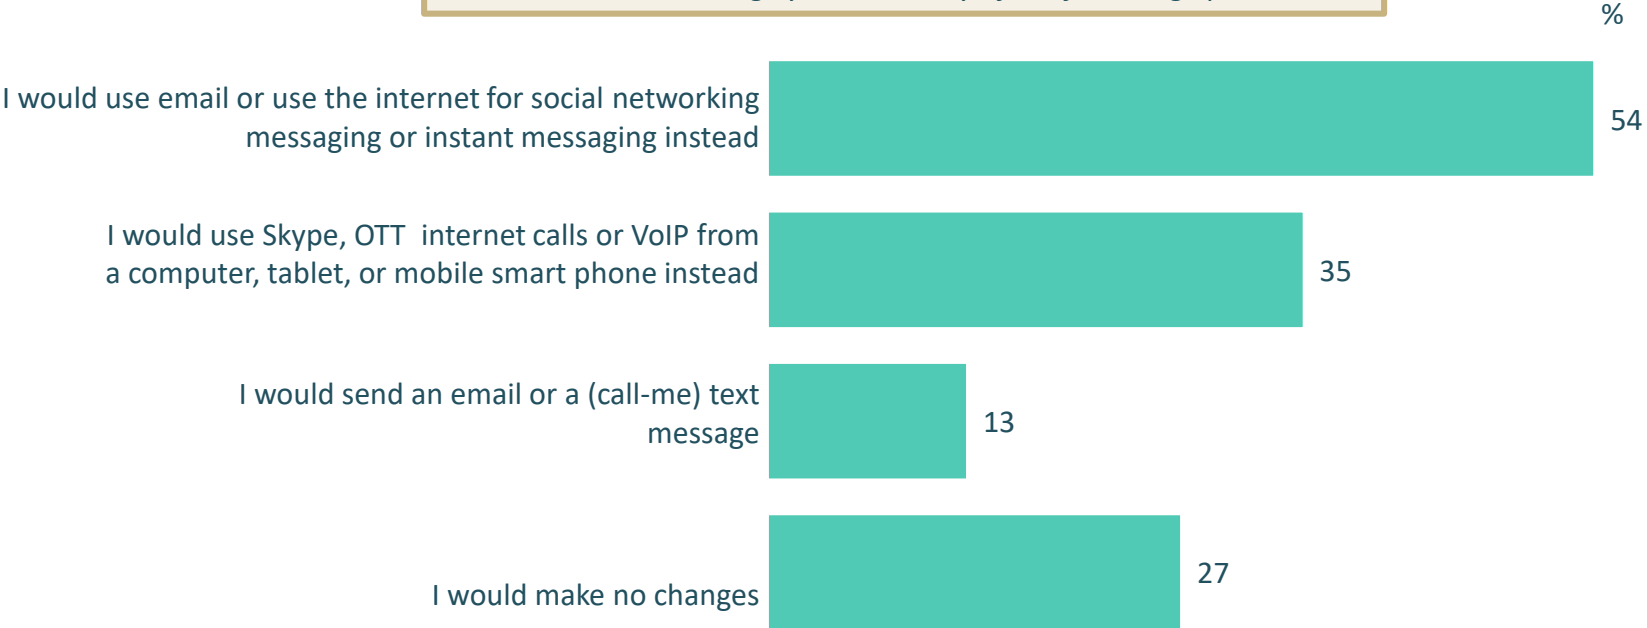 %
I would use email or use the internet for social networking
messaging or instant messaging instead
54
I would use Skype, OTT  internet calls or VoIP from
a computer, tablet, or mobile smart phone instead
35
I would send an email or a (call-me) text
message
13
I would make no changes
27